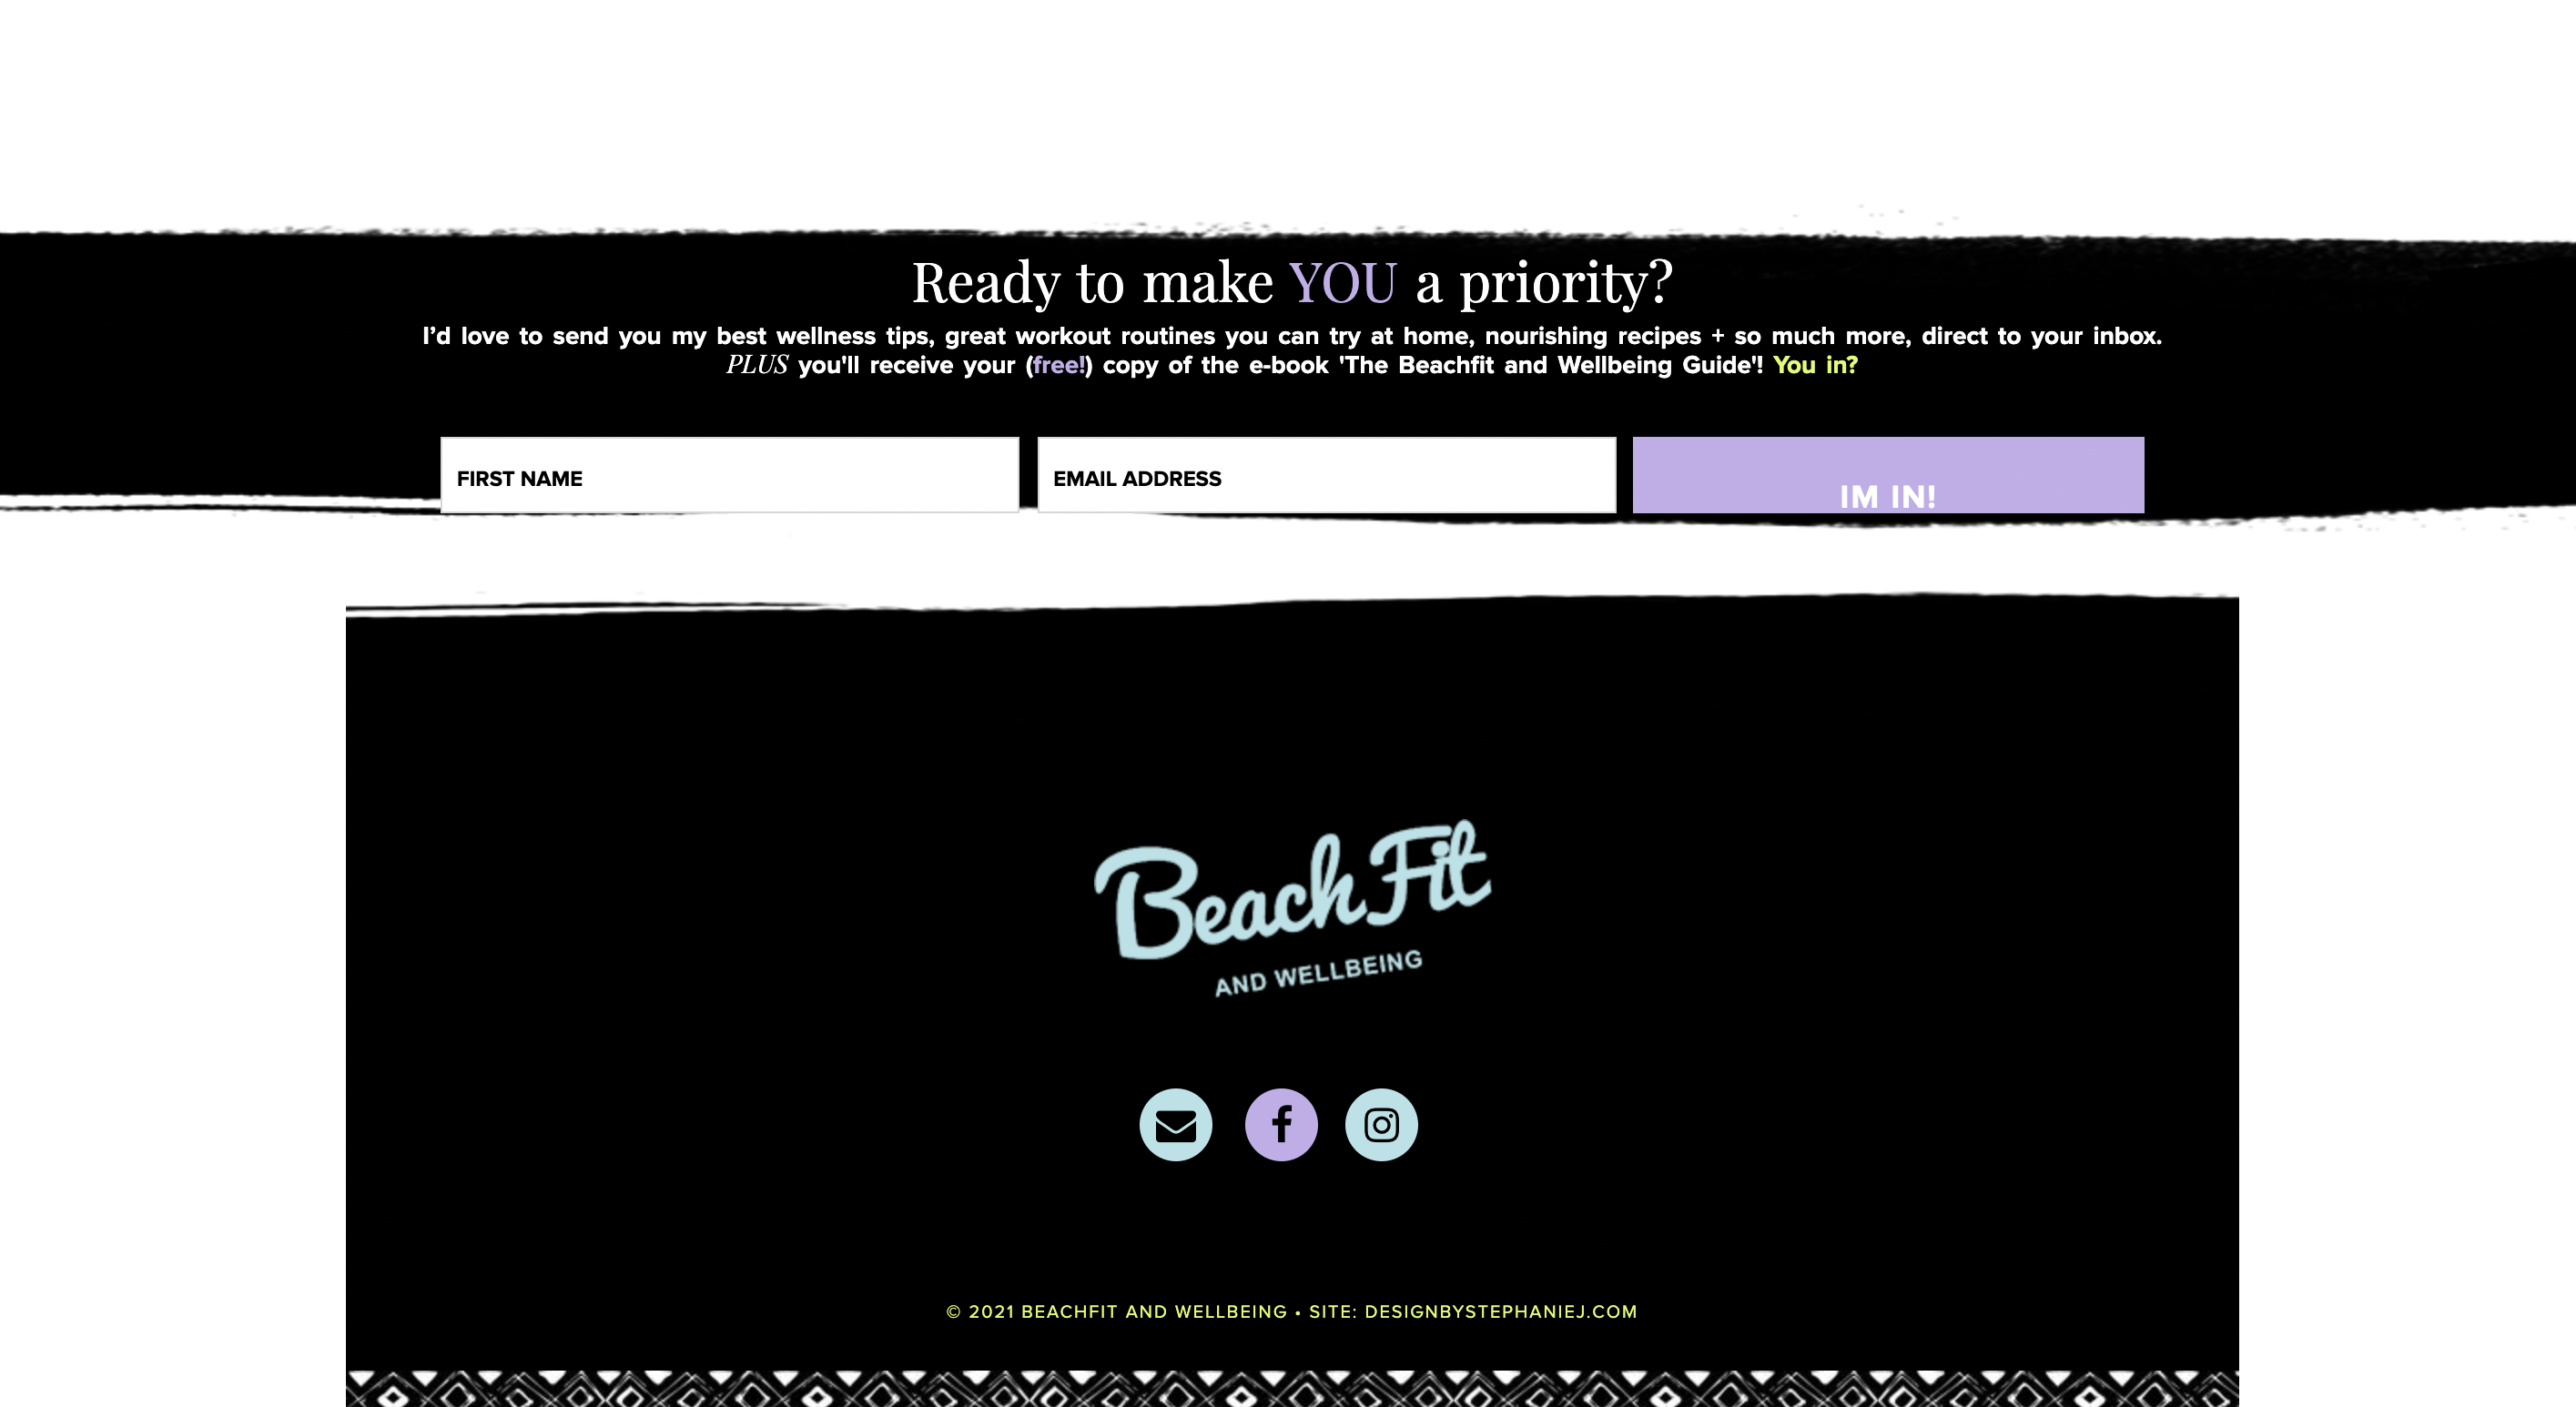 Ready to make YOU a priority?
I’d love to send you my best wellness tips, great workout routines you can try at home, nourishing recipes + so much more, direct to your inbox.
PLUS you'll receive your (free!) copy of the e-book 'The Beachfit and Wellbeing Guide'! You in?
FIRST NAME
EMAIL ADDRESS
IM IN!
BeachFit
AND WELLBEING
© 2021 BEACHFIT AND WELLBEING • SITE: DESIGNBYSTEPHANIEJ.COM